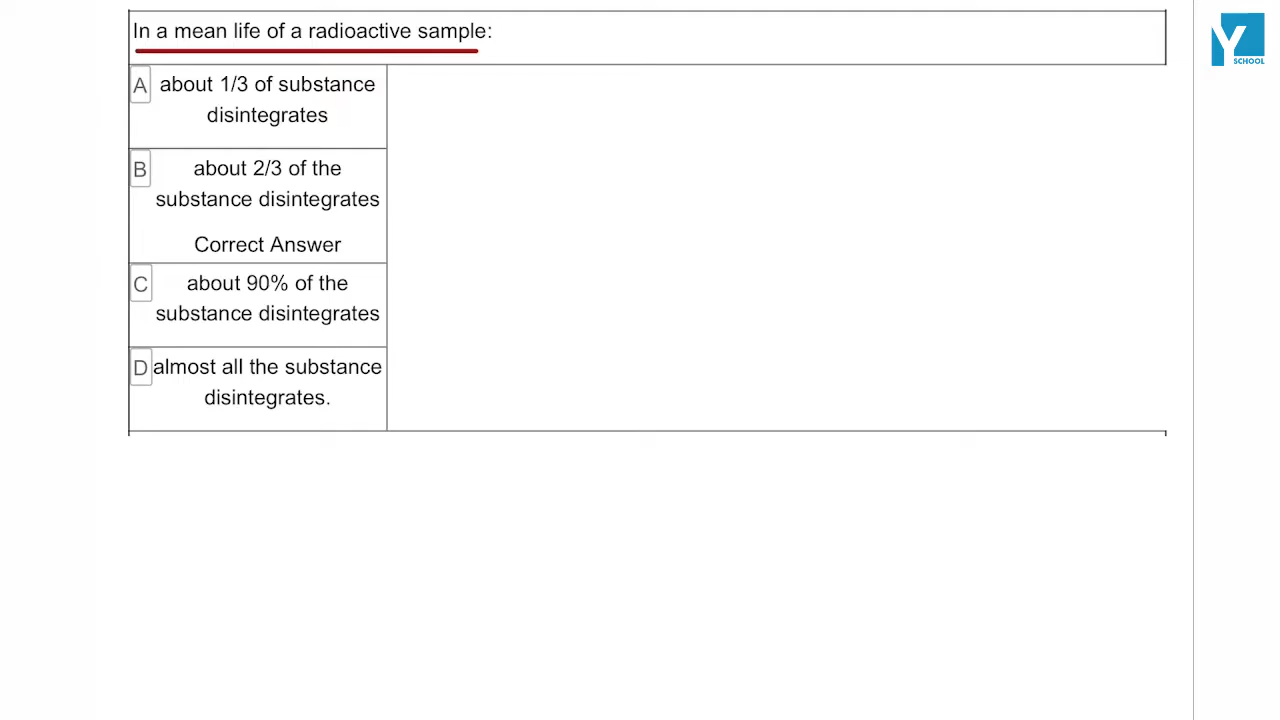 In a mean life of a radioactive sample:
A about 1/3 of substance
disintegrates
B about 2/3 of the
substance disintegrates
Correct Answer
C about 90% of the
substance disintegrates
D almost all the substance
disintegrates.
Y
SCHOOL